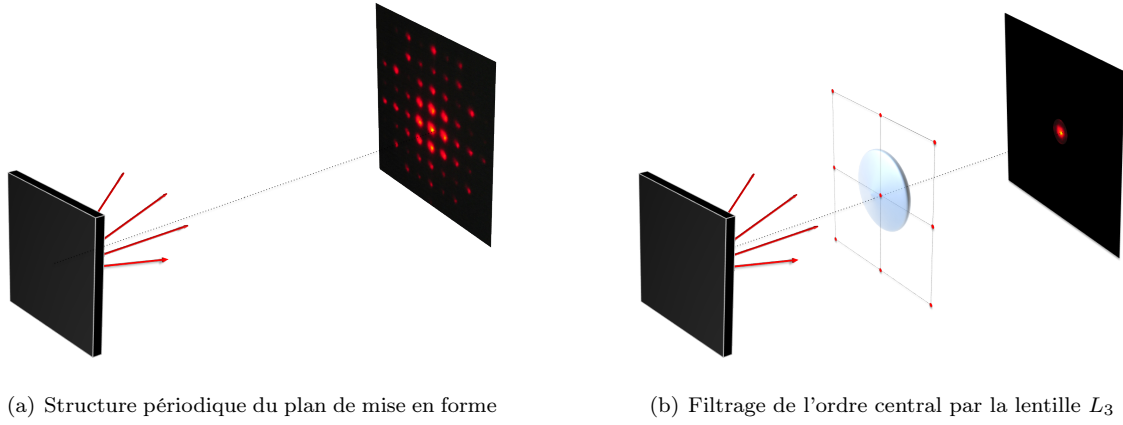 (a) Structure périodique du plan de mise en forme
(b) Filtrage de l'ordre central par la lentille L₃